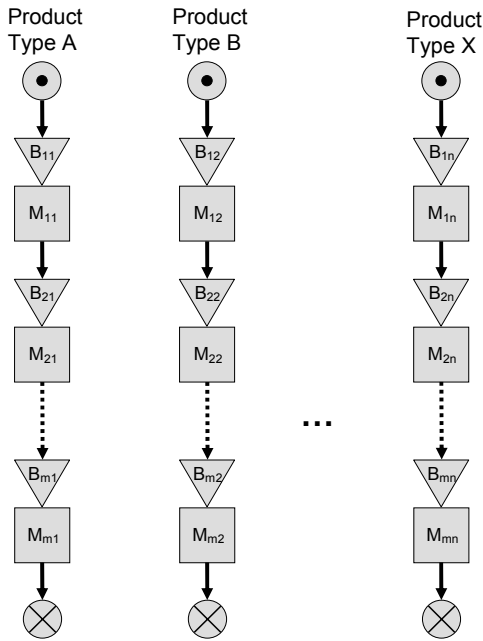 Product
Type A
Product
Type B
Product
Type X
B11
B12
B1n
M11
M12
M1n
B21
B22
B2n
M21
M22
M2n
...
Bm1
Bm2
Bmn
Mm1
Mm2
Mmn